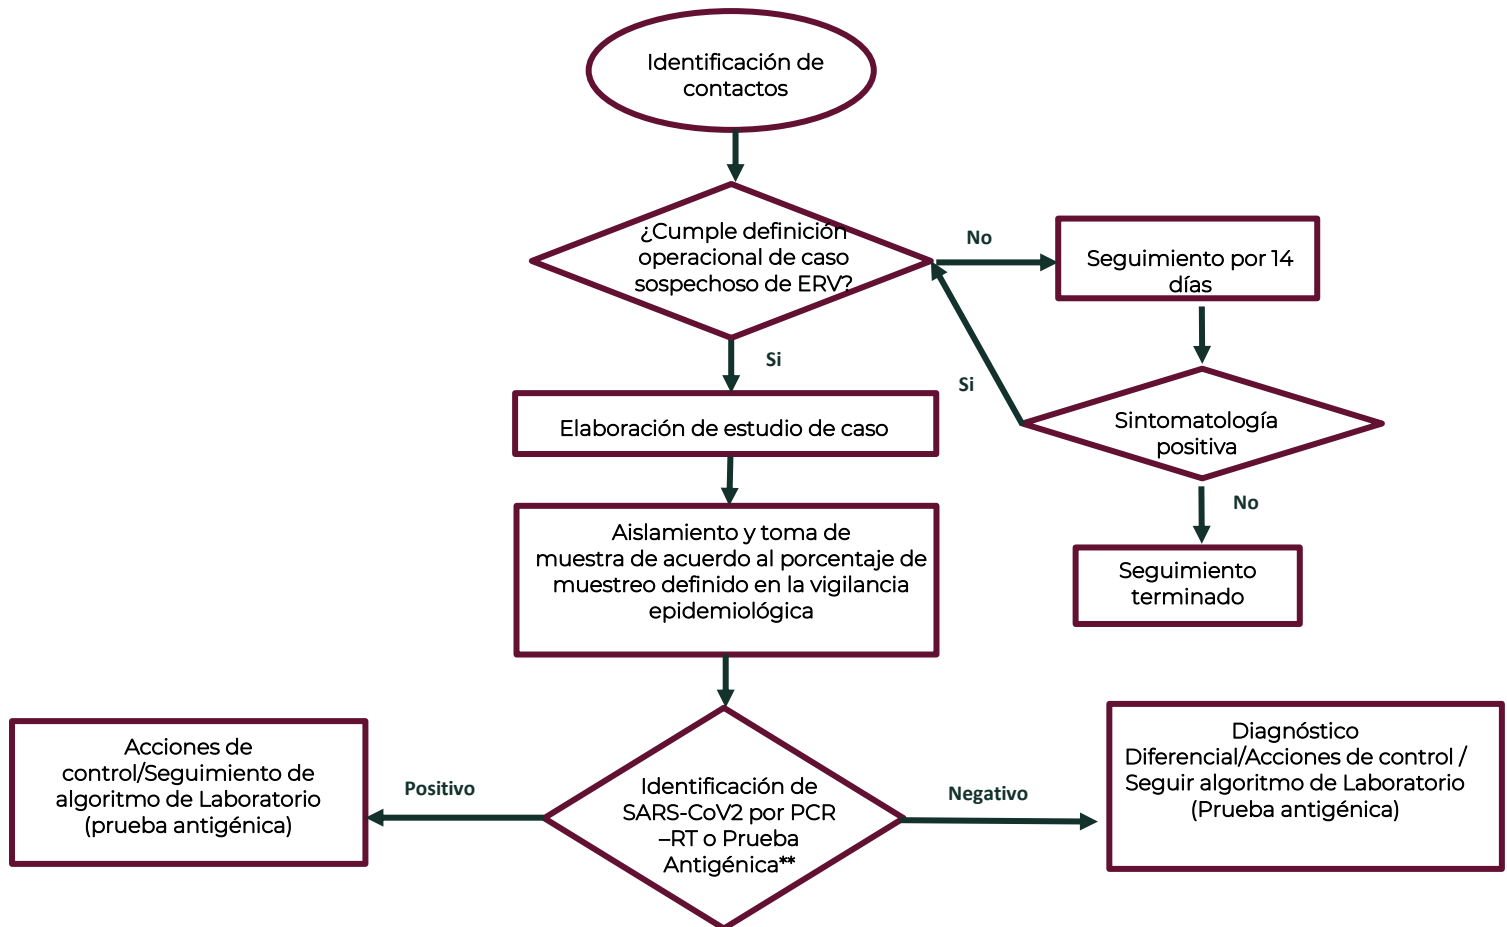 Identificación de
contactos
¿Cumple definición
operacional de caso
sospechoso de ERV?
No
Seguimiento por 14
días
Si
Si
Sintomatología
positiva
Elaboración de estudio de caso
No
Aislamiento y toma de
muestra de acuerdo al porcentaje de
muestreo definido en la vigilancia
epidemiológica
Seguimiento
terminado
Acciones de
control/Seguimiento de
algoritmo de Laboratorio
(prueba antigénica)
Positivo
Identificación de
SARS-CoV2 por PCR
–RT o Prueba
Antigénica**
Negativo
Diagnóstico
Diferencial/Acciones de control /
Seguir algoritmo de Laboratorio
(Prueba antigénica)